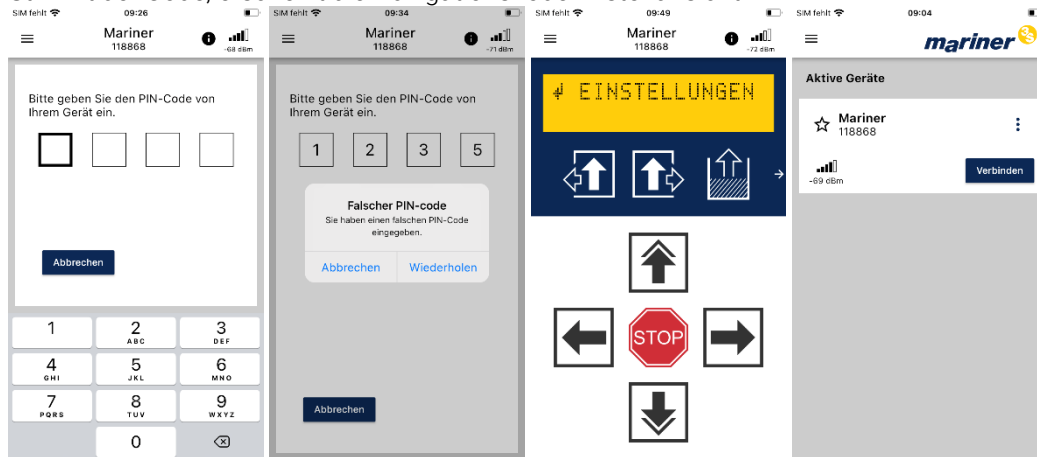 SIM fehlt 09:26
Mariner
118868
-68 dBm
Bitte geben Sie den PIN-Code von
Ihrem Gerät ein.
Abbrechen
1 2 3
ABC DEF
4 5 6
GHI JKL MNO
7 8 9
PQRS TUV WXYZ
0
SIM fehlt 09:34
Mariner
118868
-71 dBm
Bitte geben Sie den PIN-Code von
Ihrem Gerät ein.
1 2 3 5
Falscher PIN-code
Sie haben einen falschen PIN-Code
eingegeben.
Abbrechen Wiederholen
Abbrechen
SIM fehlt 09:49
Mariner
118868
-72 dBm
EINSTELLUNGEN
STOP
SIM fehlt 09:04
mariner 3S
Aktive Geräte
Mariner
118868
-69 dBm
Verbinden